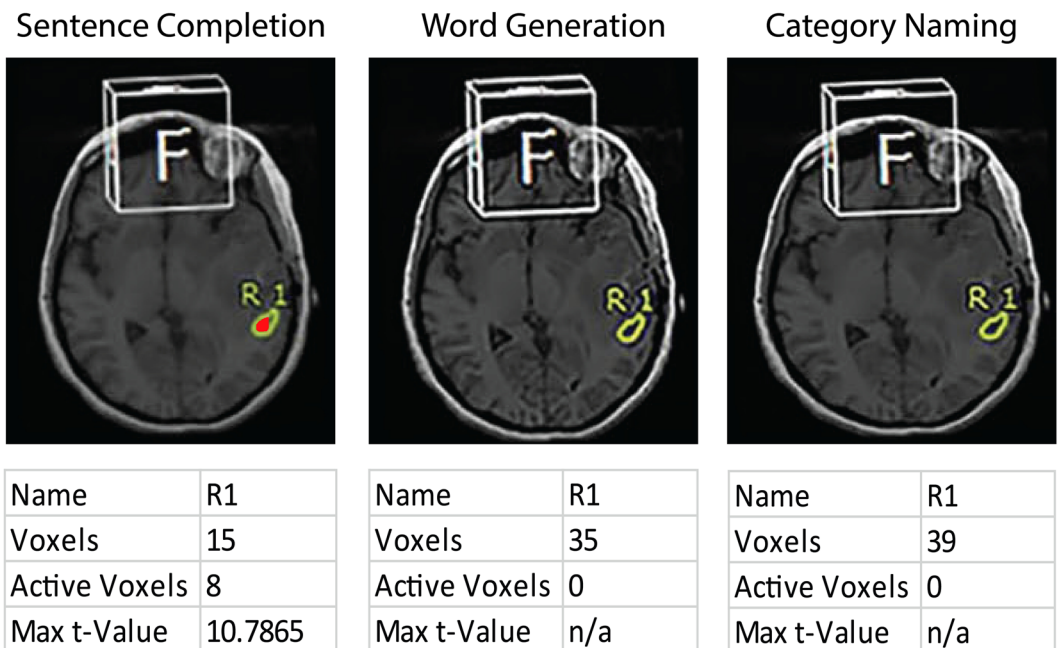 Sentence Completion
Word Generation
Category Naming
F
F
F
R 1
R 1
R 1
Name R1
Voxels 15
Active Voxels 8
Max t-Value 10.7865
Name R1
Voxels 35
Active Voxels 0
Max t-Value n/a
Name R1
Voxels 39
Active Voxels 0
Max t-Value n/a